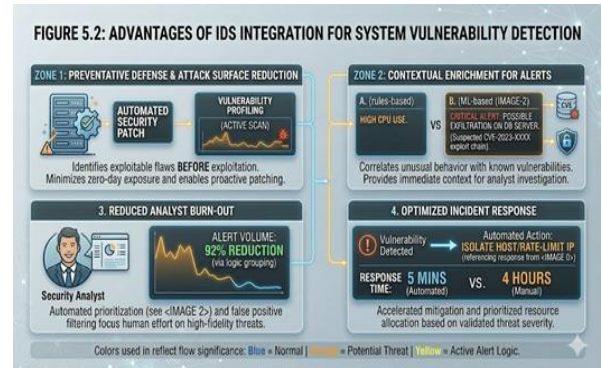 FIGURE 5.2: ADVANTAGES OF IDS INTEGRATION FOR SYSTEM VULNERABILITY DETECTION
ZONE 1: PREVENTATIVE DEFENSE & ATTACK SURFACE REDUCTION
AUTOMATED
SECURITY
PATCH
VULNERABILITY
PROFILING
(ACTIVE SCAN)
Identifies exploitable flaws BEFORE exploitation.
Minimizes zero-day exposure and enables proactive patching.
ZONE 2: CONTEXTUAL ENRICHMENT FOR ALERTS
A. (rules-based)
HIGH CPU USE.
VS
B. (ML-based (IMAGE-2)
CRITICAL ALERT: POSSIBLE
EXFILTRATION ON DB SERVER.
(Suspected CVE-2023-XXXX
exploit chain).
CVE
Correlates unusual behavior with known vulnerabilities.
Provides immediate context for analyst investigation.
3. REDUCED ANALYST BURN-OUT
Security Analyst
ALERT VOLUME:
92% REDUCTION
(via logic grouping)
Automated prioritization (see <IMAGE 2>) and false positive
filtering focus human effort on high-fidelity threats.
4. OPTIMIZED INCIDENT RESPONSE
Vulnerability
Detected
Automated Action:
ISOLATE HOST/RATE-LIMIT IP
(referencing response from <IMAGE 0>)
RESPONSE
TIME:
5 MINS
(Automated)
VS.
4 HOURS
(Manual)
Accelerated mitigation and prioritized resource
allocation based on validated threat severity.
Colors used in reflect flow significance: Blue = Normal | = Potential Threat | Yellow = Active Alert Logic.